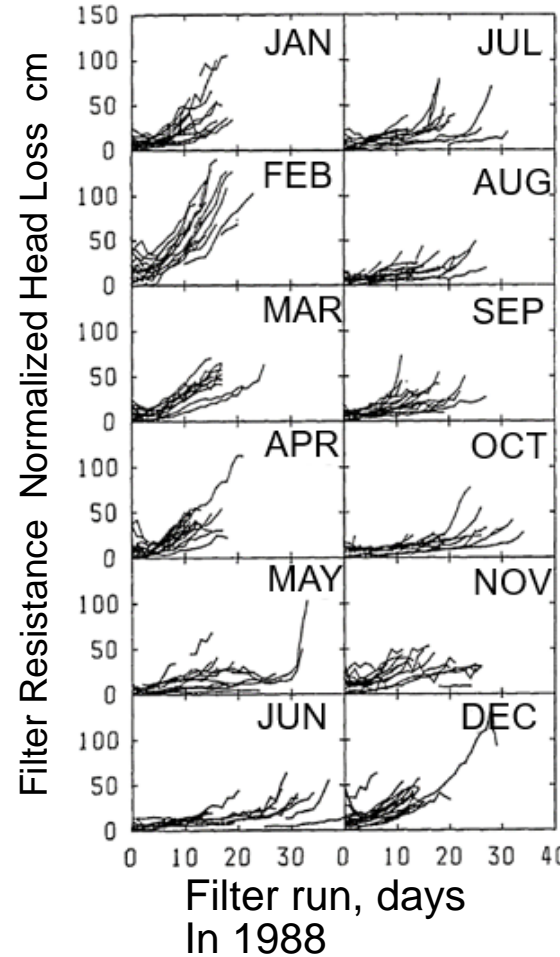 Filter Resistance Normalized Head Loss cm
150
JAN
JUL
100
50
0
FEB
AUG
100
50
0
MAR
SEP
100
50
0
APR
OCT
100
50
0
MAY
NOV
100
50
0
JUN
DEC
100
50
0
0 10 20 30 0 10 20 30 40
Filter run, days
In 1988